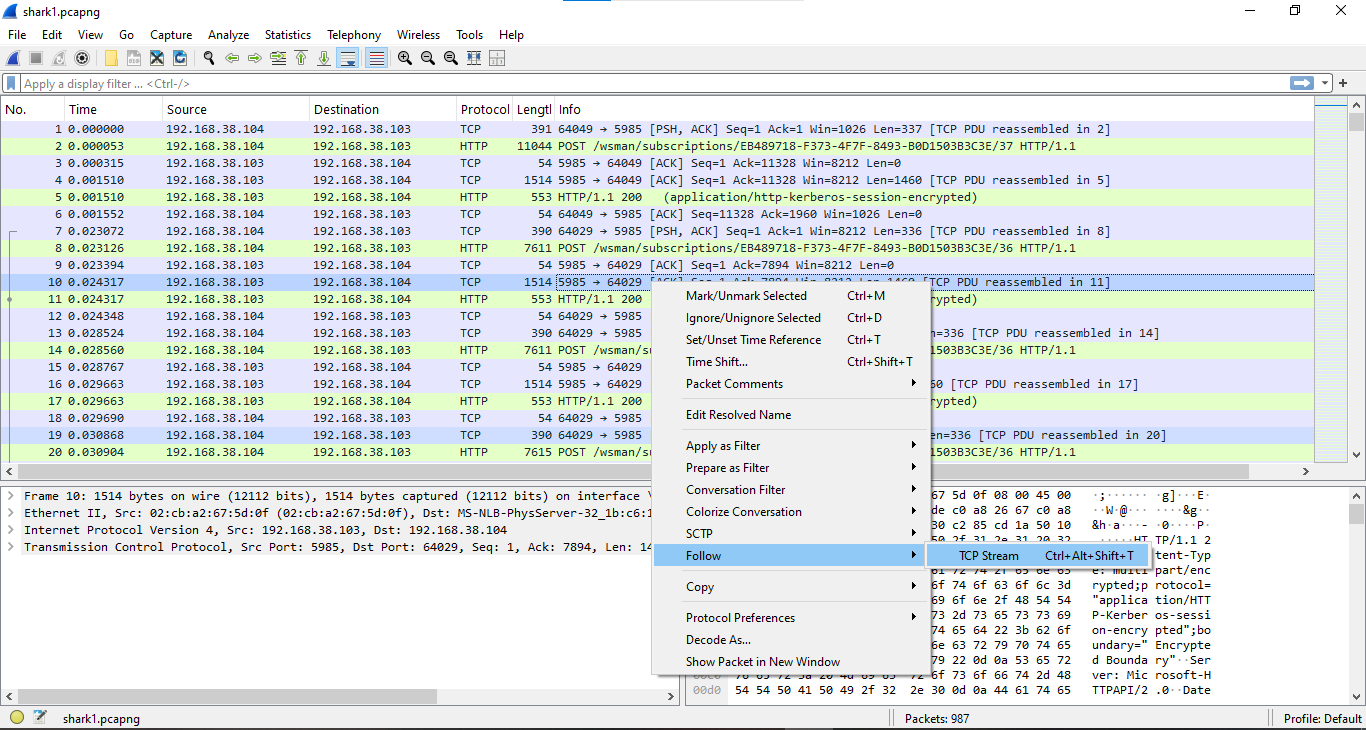 shark1.pcapng
File Edit View Go Capture Analyze Statistics Telephony Wireless Tools Help
Apply a display filter ... <Ctrl-/>
No. Time Source Destination Protocol Lengtl Info
1 0.000000 192.168.38.104 192.168.38.103 TCP 391 64049 → 5985 [PSH, ACK] Seq=1 Ack=1 Win=1026 Len=337 [TCP PDU reassembled in 2]
2 0.000053 192.168.38.104 192.168.38.103 HTTP 11044 POST /wsman/subscriptions/EB489718-F373-4F7F-8493-B0D1503B3C3E/37 HTTP/1.1
3 0.000315 192.168.38.103 192.168.38.104 TCP 54 5985 → 64049 [ACK] Seq=1 Ack=11328 Win=8212 Len=0
4 0.001510 192.168.38.103 192.168.38.104 TCP 1514 5985 → 64049 [ACK] Seq=1 Ack=11328 Win=8212 Len=1460 [TCP PDU reassembled in 5]
5 0.001510 192.168.38.103 192.168.38.104 HTTP 553 HTTP/1.1 200 (application/http-kerberos-session-encrypted)
6 0.001552 192.168.38.104 192.168.38.103 TCP 54 64049 → 5985 [ACK] Seq=11328 Ack=1960 Win=1026 Len=0
7 0.023072 192.168.38.104 192.168.38.103 TCP 390 64029 → 5985 [PSH, ACK] Seq=1 Ack=1 Win=8212 Len=336 [TCP PDU reassembled in 8]
8 0.023126 192.168.38.104 192.168.38.103 HTTP 7611 POST /wsman/subscriptions/EB489718-F373-4F7F-8493-B0D1503B3C3E/36 HTTP/1.1
9 0.023394 192.168.38.103 192.168.38.104 TCP 54 5985 → 64029 [ACK] Seq=1 Ack=7894 Win=8212 Len=0
10 0.024317 192.168.38.103 192.168.38.104 TCP 1514 5985 → 64029 [ACK] Seq=1 Ack=7894 Win=8212 Len=1460 [TCP PDU reassembled in 11]
11 0.024317 192.168.38.103 192.168.38.104 HTTP 553 HTTP/1.1 200 rypted)
12 0.024348 192.168.38.104 192.168.38.103 TCP 54 64029 → 5985
13 0.028524 192.168.38.104 192.168.38.103 TCP 390 64029 → 5985 en=336 [TCP PDU reassembled in 14]
14 0.028560 192.168.38.104 192.168.38.103 HTTP 7611 POST /wsman/su 1503B3C3E/36 HTTP/1.1
15 0.028767 192.168.38.103 192.168.38.104 TCP 54 5985 → 64029
16 0.029663 192.168.38.103 192.168.38.104 TCP 1514 5985 → 64029 60 [TCP PDU reassembled in 17]
17 0.029663 192.168.38.103 192.168.38.104 HTTP 553 HTTP/1.1 200 rypted)
18 0.029690 192.168.38.104 192.168.38.103 TCP 54 64029 → 5985
19 0.030868 192.168.38.104 192.168.38.103 TCP 390 64029 → 5985 en=336 [TCP PDU reassembled in 20]
20 0.030904 192.168.38.104 192.168.38.103 HTTP 7615 POST /wsman/su 1503B3C3E/36 HTTP/1.1
Mark/Unmark Selected Ctrl+M
Ignore/Unignore Selected Ctrl+D
Set/Unset Time Reference Ctrl+T
Time Shift... Ctrl+Shift+T
Packet Comments
Edit Resolved Name
Apply as Filter
Prepare as Filter
Conversation Filter
Colorize Conversation
SCTP
Follow
TCP Stream Ctrl+Alt+Shift+T
Copy
Protocol Preferences
Decode As...
Show Packet in New Window
Frame 10: 1514 bytes on wire (12112 bits), 1514 bytes captured (12112 bits) on interface \
Ethernet II, Src: 02:cb:a2:67:5d:0f (02:cb:a2:67:5d:0f), Dst: MS-NLB-PhysServer-32_1b:c6:1
Internet Protocol Version 4, Src: 192.168.38.103, Dst: 192.168.38.104
Transmission Control Protocol, Src Port: 5985, Dst Port: 64029, Seq: 1, Ack: 7894, Len: 14
67 5d 0f 08 00 45 00 ·;······ ·g]···E·
de c0 a8 26 67 c0 a8 ··W·@··· ···&g··
30 c2 85 cd 1a 50 10 &h·a···· 0····P·
50 2f 31 2e 31 20 32 ·····HT TP/1.1 2
tent-Typ
61 72 74 2f 65 6e 63 e: multi part/enc
6f 74 6f 63 6f 6c 3d rypted;p rotocol=
69 6f 6e 2f 48 54 54 "applica tion/HTT
73 2d 73 65 73 73 69 P-Kerber os-sessi
74 65 64 22 3b 62 6f on-encry pted";bo
6e 63 72 79 70 74 65 undary=" Encrypte
79 22 0d 0a 53 65 72 d Bounda ry"··Ser
00c0 76 65 72 3a 20 4d 69 63 72 6f 73 6f 66 74 2d 48 ver: Mic rosoft-H
00d0 54 54 50 41 50 49 2f 32 2e 30 0d 0a 44 61 74 65 TTPAPI/2 .0··Date
shark1.pcapng Packets: 987 Profile: Default